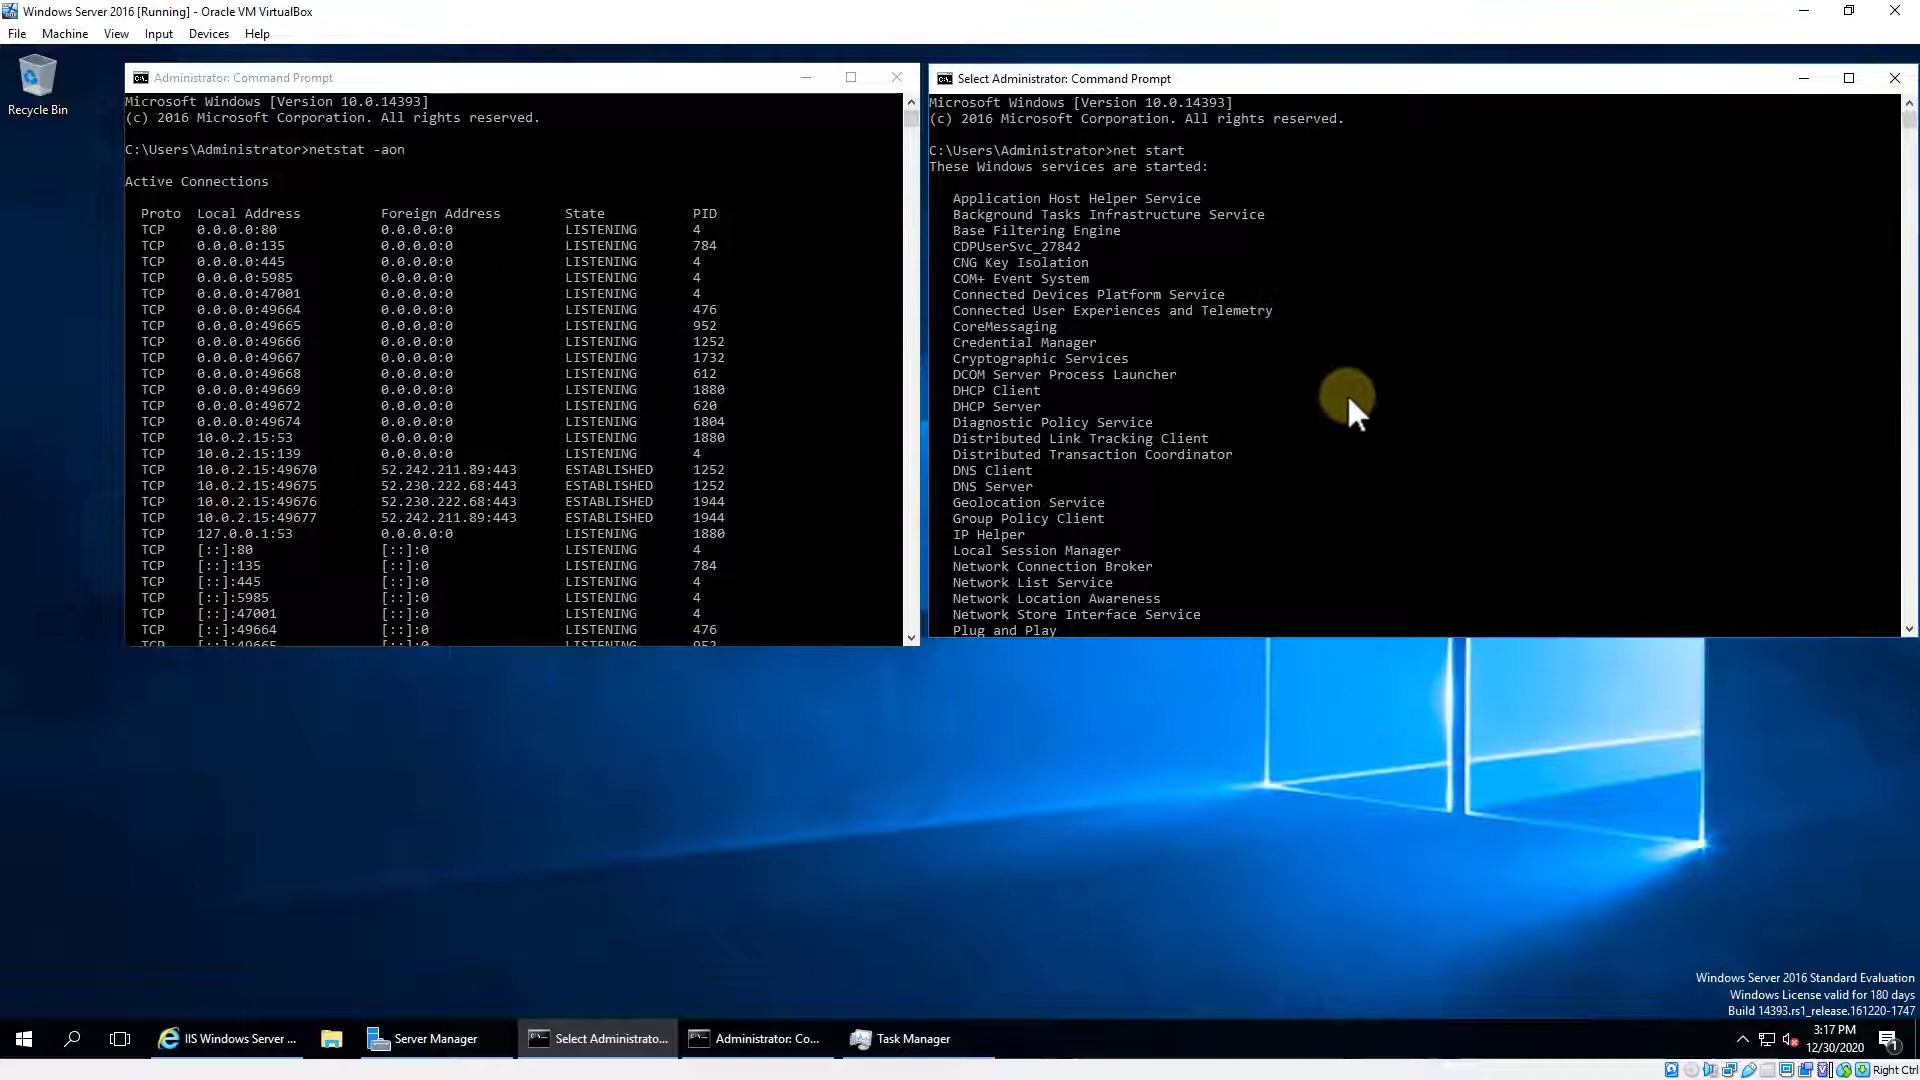 Windows Server 2016 [Running] - Oracle VM VirtualBox
File Machine View Input Devices Help
Recycle Bin
Administrator: Command Prompt
Microsoft Windows [Version 10.0.14393]
(c) 2016 Microsoft Corporation. All rights reserved.
C:\Users\Administrator>netstat -aon
Active Connections
Proto Local Address Foreign Address State PID
TCP 0.0.0.0:80 0.0.0.0:0 LISTENING 4
TCP 0.0.0.0:135 0.0.0.0:0 LISTENING 784
TCP 0.0.0.0:445 0.0.0.0:0 LISTENING 4
TCP 0.0.0.0:5985 0.0.0.0:0 LISTENING 4
TCP 0.0.0.0:47001 0.0.0.0:0 LISTENING 4
TCP 0.0.0.0:49664 0.0.0.0:0 LISTENING 476
TCP 0.0.0.0:49665 0.0.0.0:0 LISTENING 952
TCP 0.0.0.0:49666 0.0.0.0:0 LISTENING 1252
TCP 0.0.0.0:49667 0.0.0.0:0 LISTENING 1732
TCP 0.0.0.0:49668 0.0.0.0:0 LISTENING 612
TCP 0.0.0.0:49669 0.0.0.0:0 LISTENING 1880
TCP 0.0.0.0:49672 0.0.0.0:0 LISTENING 620
TCP 0.0.0.0:49674 0.0.0.0:0 LISTENING 1804
TCP 10.0.2.15:53 0.0.0.0:0 LISTENING 1880
TCP 10.0.2.15:139 0.0.0.0:0 LISTENING 4
TCP 10.0.2.15:49670 52.242.211.89:443 ESTABLISHED 1252
TCP 10.0.2.15:49675 52.230.222.68:443 ESTABLISHED 1252
TCP 10.0.2.15:49676 52.230.222.68:443 ESTABLISHED 1944
TCP 10.0.2.15:49677 52.242.211.89:443 ESTABLISHED 1944
TCP 127.0.0.1:53 0.0.0.0:0 LISTENING 1880
TCP [::]:80 [::]:0 LISTENING 4
TCP [::]:135 [::]:0 LISTENING 784
TCP [::]:445 [::]:0 LISTENING 4
TCP [::]:5985 [::]:0 LISTENING 4
TCP [::]:47001 [::]:0 LISTENING 4
TCP [::]:49664 [::]:0 LISTENING 476
TCP [::]:49665 [::]:0 LISTENING 952
Select Administrator: Command Prompt
Microsoft Windows [Version 10.0.14393]
(c) 2016 Microsoft Corporation. All rights reserved.
C:\Users\Administrator>net start
These Windows services are started:
Application Host Helper Service
Background Tasks Infrastructure Service
Base Filtering Engine
CDPUserSvc_27842
CNG Key Isolation
COM+ Event System
Connected Devices Platform Service
Connected User Experiences and Telemetry
CoreMessaging
Credential Manager
Cryptographic Services
DCOM Server Process Launcher
DHCP Client
DHCP Server
Diagnostic Policy Service
Distributed Link Tracking Client
Distributed Transaction Coordinator
DNS Client
DNS Server
Geolocation Service
Group Policy Client
IP Helper
Local Session Manager
Network Connection Broker
Network List Service
Network Location Awareness
Network Store Interface Service
Plug and Play
Windows Server 2016 Standard Evaluation
Windows License valid for 180 days
Build 14393.rs1_release.161220-1747
IIS Windows Server ...
Server Manager
Select Administrato...
Administrator: Co...
Task Manager
3:17 PM
12/30/2020
1
Right Ctrl